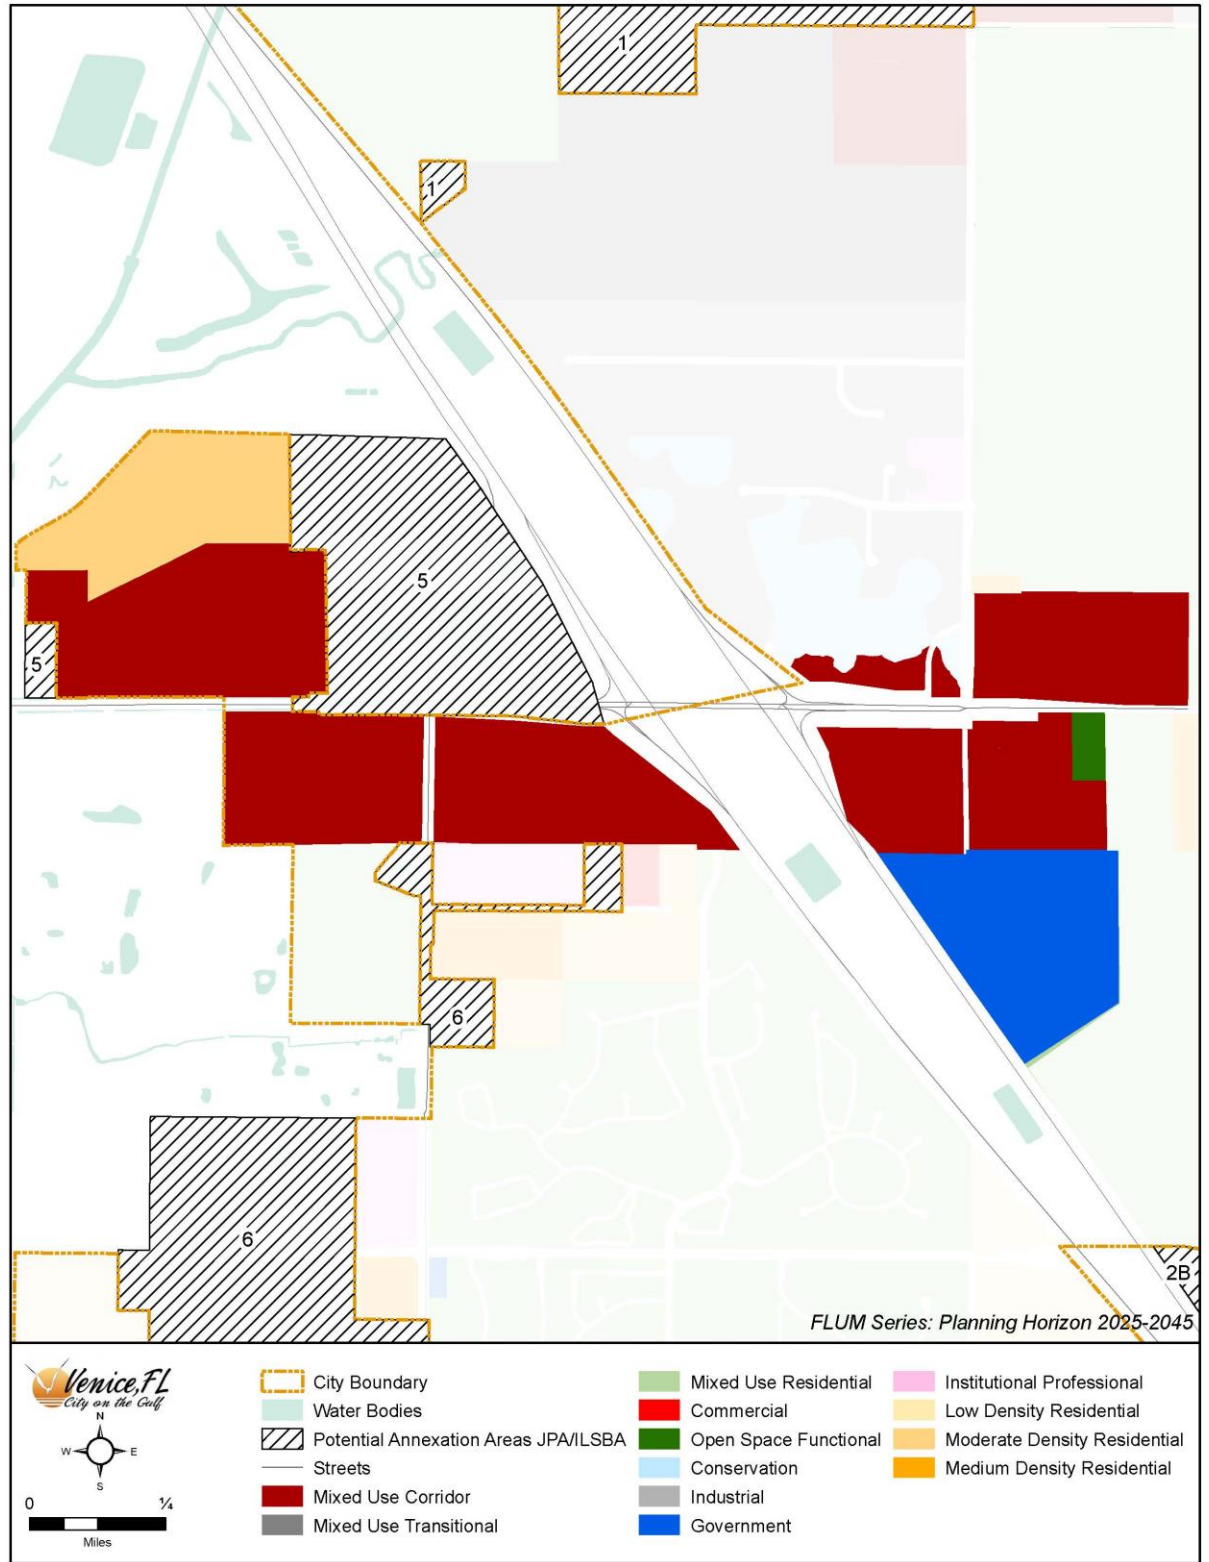 1
1
5
5
6
6
2B
FLUM Series: Planning Horizon 2025-2045
Venice, FL
City on the Gulf
N
W E
S
0 ¼
Miles
City Boundary
Water Bodies
Potential Annexation Areas JPA/ILSBA
Streets
Mixed Use Corridor
Mixed Use Transitional
Mixed Use Residential
Commercial
Open Space Functional
Conservation
Industrial
Government
Institutional Professional
Low Density Residential
Moderate Density Residential
Medium Density Residential